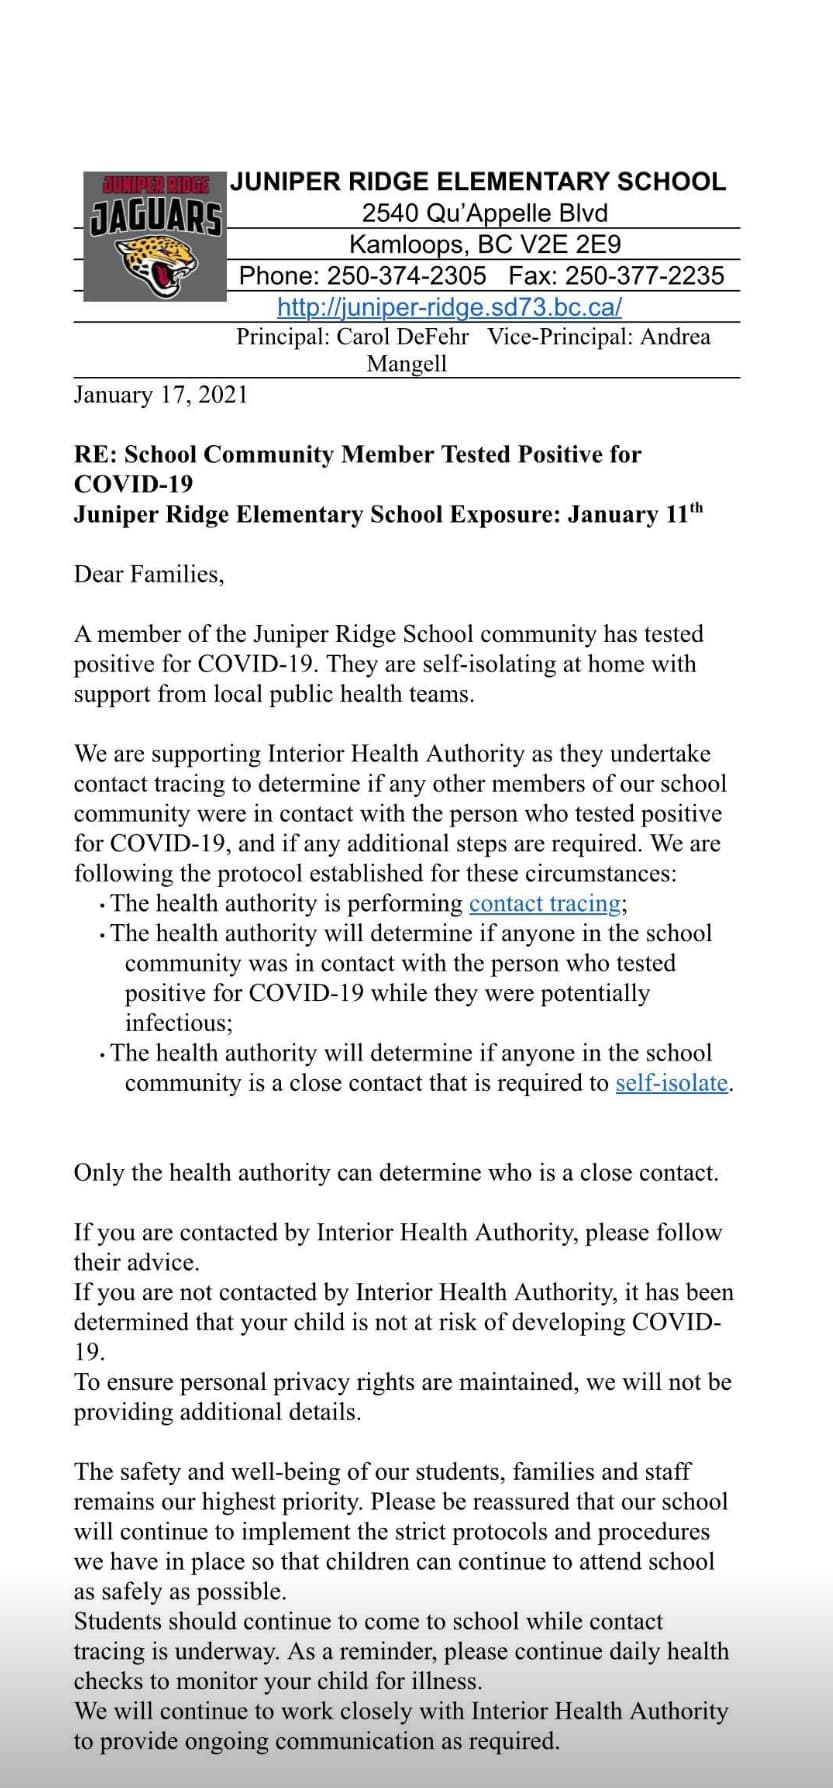 JUNIPER RIDGE
JAGUARS
JUNIPER RIDGE ELEMENTARY SCHOOL
2540 Qu’Appelle Blvd
Kamloops, BC V2E 2E9
Phone: 250-374-2305 Fax: 250-377-2235
http://juniper-ridge.sd73.bc.ca/
Principal: Carol DeFehr Vice-Principal: Andrea
Mangell
January 17, 2021
RE: School Community Member Tested Positive for
COVID-19
Juniper Ridge Elementary School Exposure: January 11th
Dear Families,
A member of the Juniper Ridge School community has tested
positive for COVID-19. They are self-isolating at home with
support from local public health teams.
We are supporting Interior Health Authority as they undertake
contact tracing to determine if any other members of our school
community were in contact with the person who tested positive
for COVID-19, and if any additional steps are required. We are
following the protocol established for these circumstances:
· The health authority is performing contact tracing;
· The health authority will determine if anyone in the school
community was in contact with the person who tested
positive for COVID-19 while they were potentially
infectious;
· The health authority will determine if anyone in the school
community is a close contact that is required to self-isolate.
Only the health authority can determine who is a close contact.
If you are contacted by Interior Health Authority, please follow
their advice.
If you are not contacted by Interior Health Authority, it has been
determined that your child is not at risk of developing COVID-
19.
To ensure personal privacy rights are maintained, we will not be
providing additional details.
The safety and well-being of our students, families and staff
remains our highest priority. Please be reassured that our school
will continue to implement the strict protocols and procedures
we have in place so that children can continue to attend school
as safely as possible.
Students should continue to come to school while contact
tracing is underway. As a reminder, please continue daily health
checks to monitor your child for illness.
We will continue to work closely with Interior Health Authority
to provide ongoing communication as required.